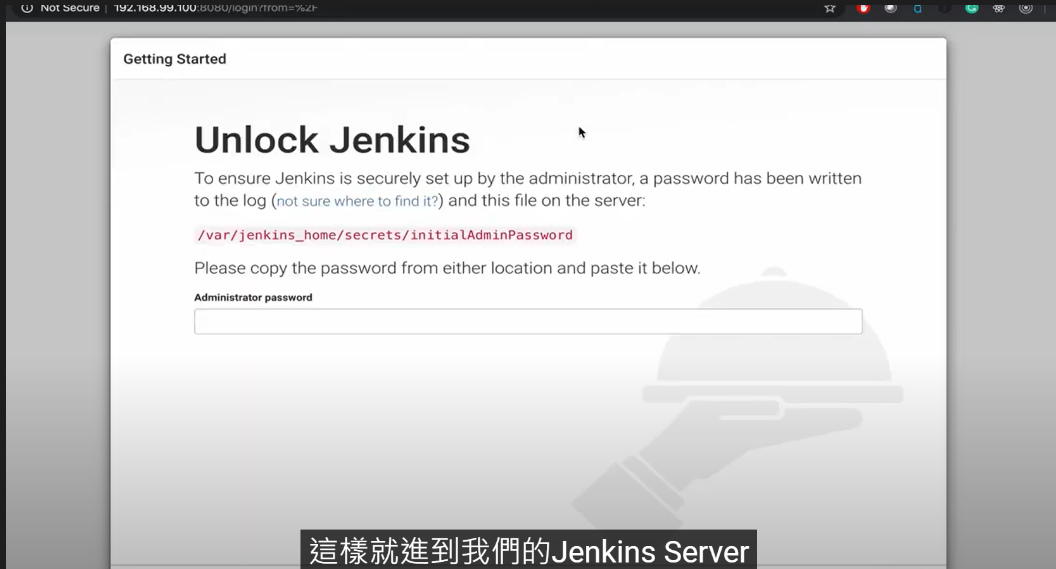 Not Secure | 192.168.99.100:8080/login?from=%2F
Getting Started
Unlock Jenkins
To ensure Jenkins is securely set up by the administrator, a password has been written
to the log (not sure where to find it?) and this file on the server:
/var/jenkins_home/secrets/initialAdminPassword
Please copy the password from either location and paste it below.
Administrator password
這樣就進到我們的Jenkins Server